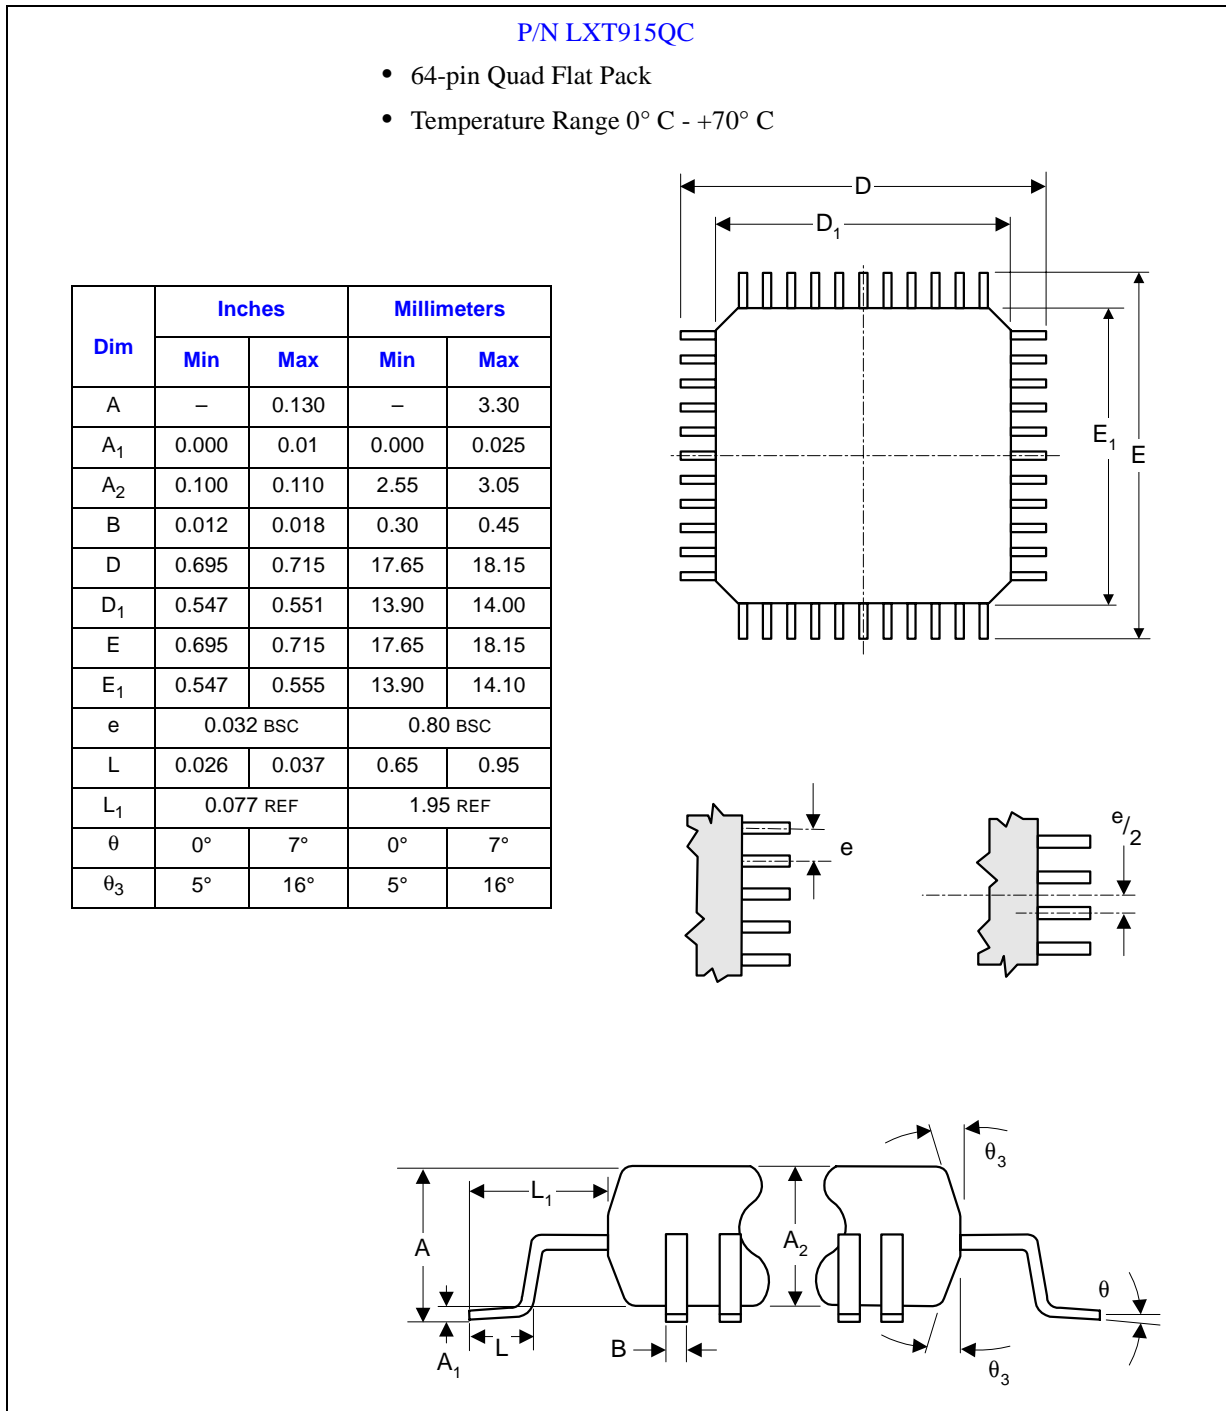 P/N LXT915QC
• 64-pin Quad Flat Pack
• Temperature Range 0° C - +70° C
D
D1
Dim Inches Millimeters
Min Max Min Max
A – 0.130 – 3.30
A1 0.000 0.01 0.000 0.025
A2 0.100 0.110 2.55 3.05
B 0.012 0.018 0.30 0.45
D 0.695 0.715 17.65 18.15
D1 0.547 0.551 13.90 14.00
E 0.695 0.715 17.65 18.15
E1 0.547 0.555 13.90 14.10
e 0.032 BSC 0.80 BSC
L 0.026 0.037 0.65 0.95
L1 0.077 REF 1.95 REF
θ 0° 7° 0° 7°
θ3 5° 16° 5° 16°
E1
E
e
e/2
θ3
L1
A
A2
θ
A1
L
B
θ3